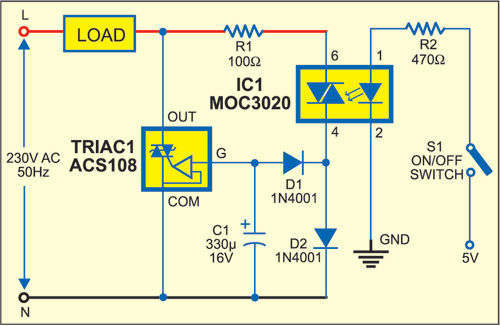 L
LOAD
R1
100Ω
6
1
R2
470Ω
IC1
MOC3020
OUT
4
2
TRIAC1
ACS108
G
230V AC
50Hz
S1
ON/OFF
SWITCH
D1
1N4001
COM
C1
330µ
16V
+
D2
1N4001
GND
5V
N